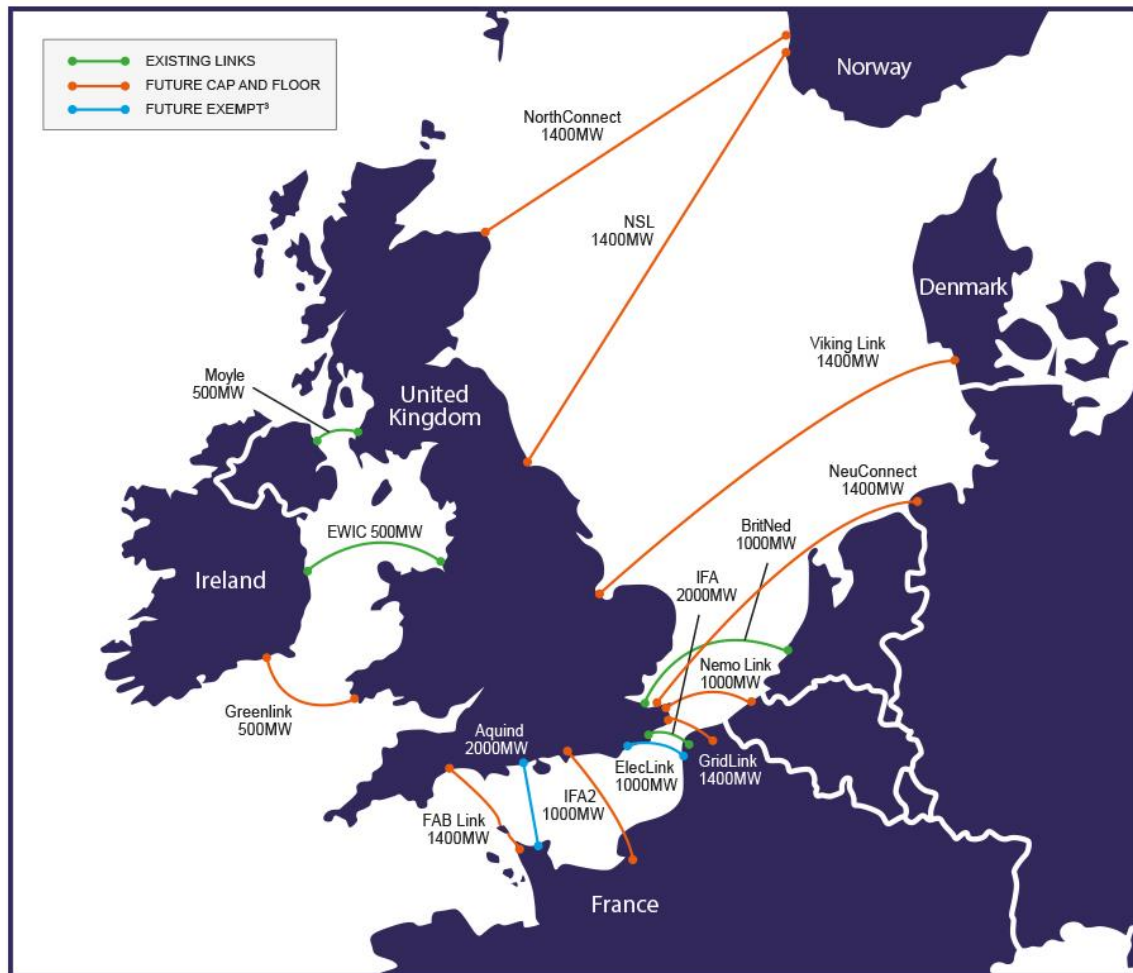 EXISTING LINKS
FUTURE CAP AND FLOOR
FUTURE EXEMPT³
Norway
NorthConnect
1400MW
NSL
1400MW
Denmark
Viking Link
1400MW
Moyle
500MW
United
Kingdom
NeuConnect
1400MW
BritNed
1000MW
EWIC 500MW
IFA
2000MW
Ireland
Nemo Link
1000MW
Greenlink
500MW
Aquind
2000MW
ElecLink
1000MW
GridLink
1400MW
IFA2
1000MW
FAB Link
1400MW
France